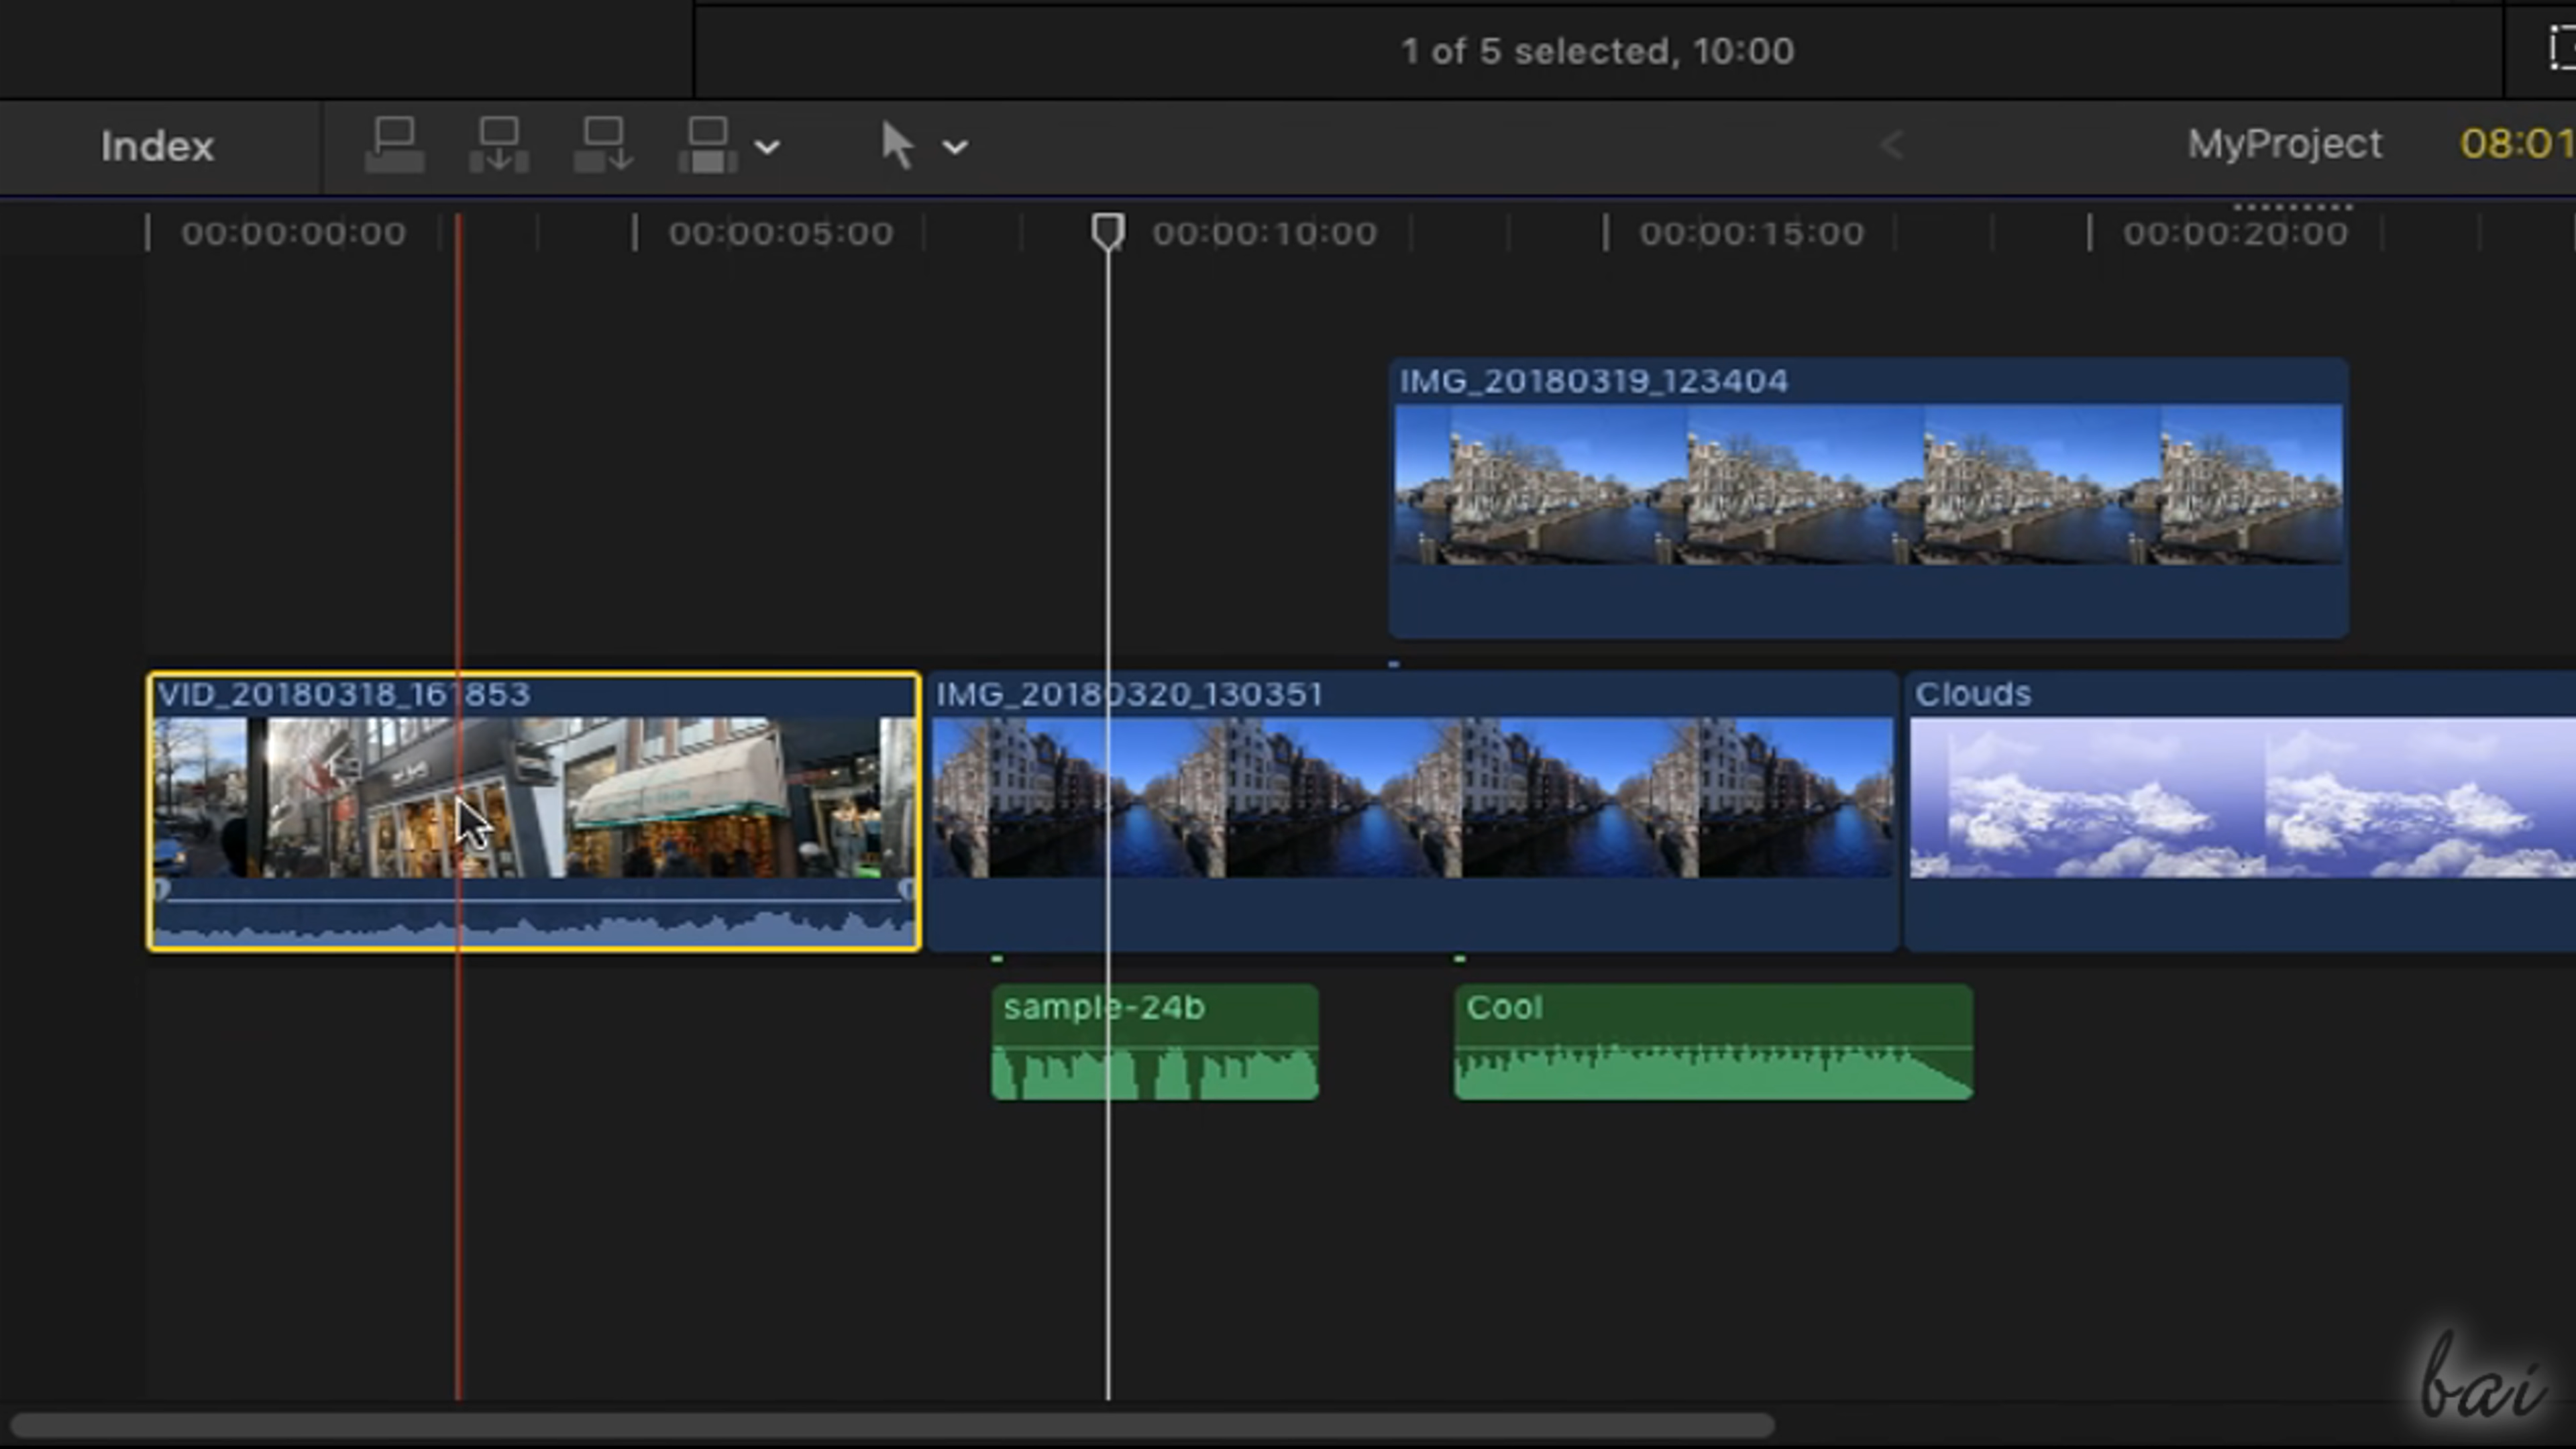 1 of 5 selected, 10:00
Index
MyProject 08:01
00:00:00:00 00:00:05:00 00:00:10:00 00:00:15:00 00:00:20:00
IMG_20180319_123404
VID_20180318_161853 IMG_20180320_130351 Clouds
sample-24b Cool
bai